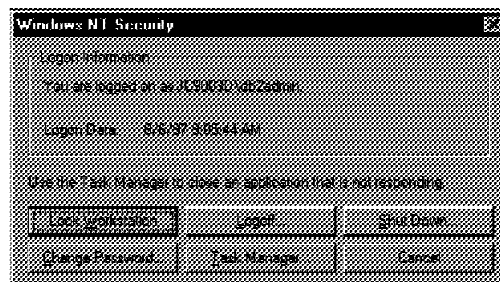 Windows NT Security
Logon Information
You are logged on as JC9009D\db2admin.
Logon Date: 8/6/97 9:05:44 AM
Use the Task Manager to close an application that is not responding.
Lock Workstation
Logoff...
Shut Down...
Change Password...
Task Manager...
Cancel